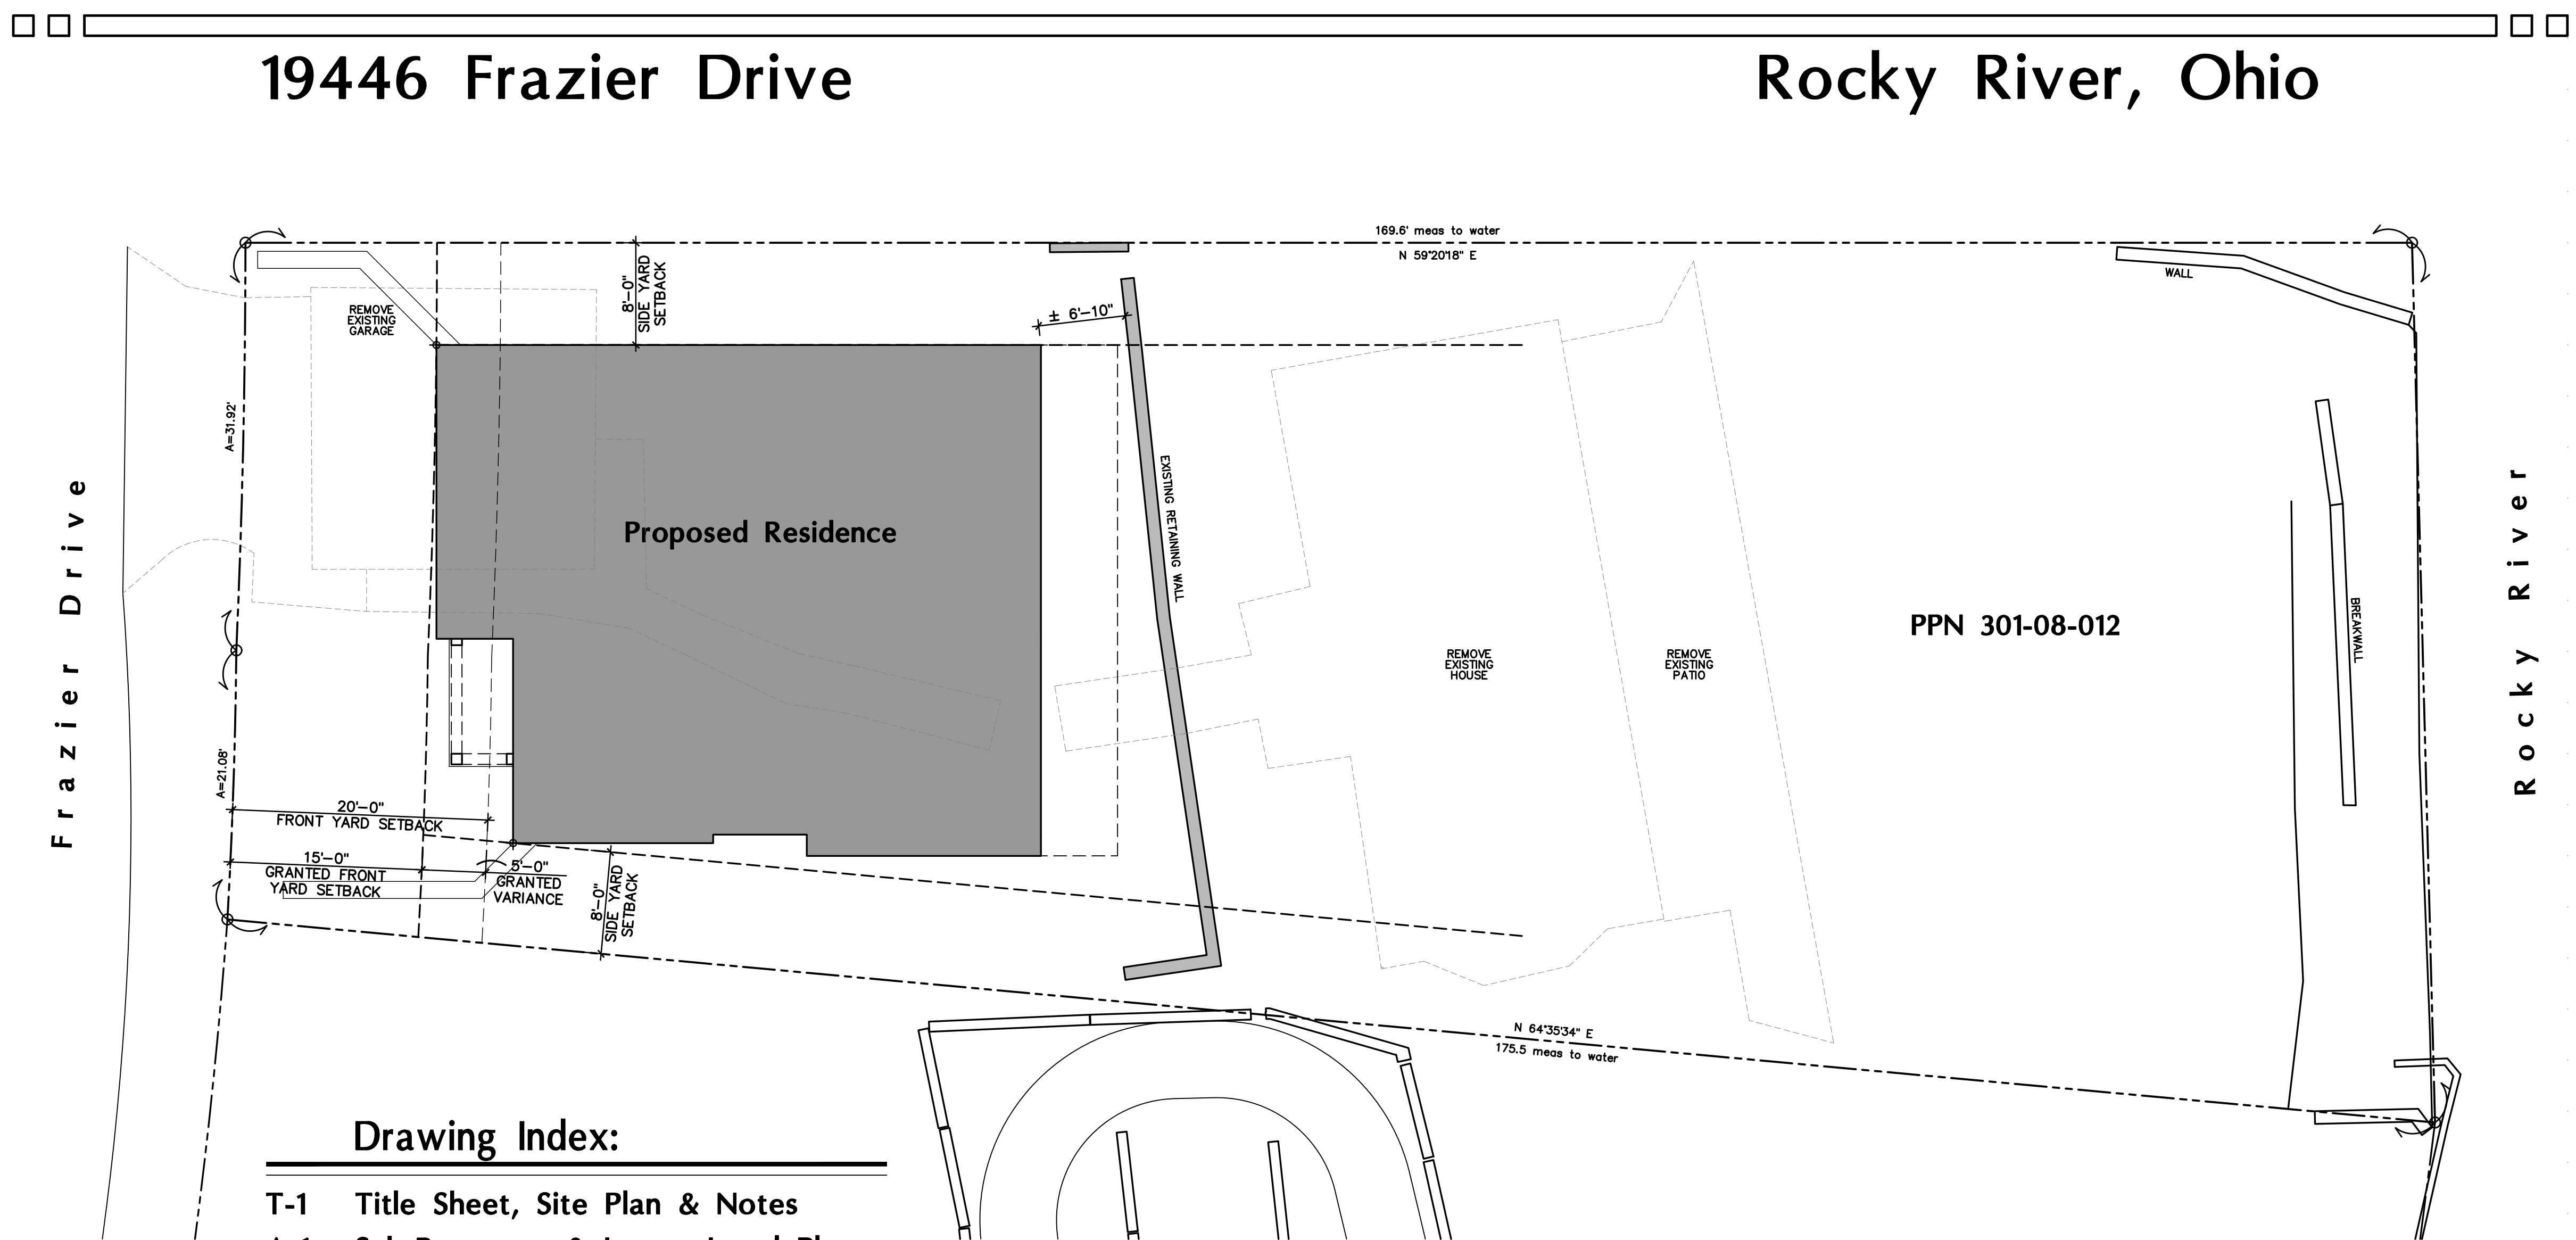 19446 Frazier Drive
Rocky River, Ohio
169.6' meas to water
N 59°20'18" E
WALL
REMOVE
EXISTING
GARAGE
8'-0"
SIDE YARD
SETBACK
± 6'-10"
A=31.92'
Frazier Drive
Proposed Residence
EXISTING RETAINING WALL
REMOVE
EXISTING
HOUSE
REMOVE
EXISTING
PATIO
PPN 301-08-012
BREAKWALL
Rocky River
A=21.08'
20'-0"
FRONT YARD SETBACK
15'-0"
GRANTED FRONT
YARD SETBACK
5'-0"
GRANTED
VARIANCE
8'-0"
SIDE YARD
SETBACK
N 64°35'34" E
175.5 meas to water
Drawing Index:
T-1 Title Sheet, Site Plan & Notes